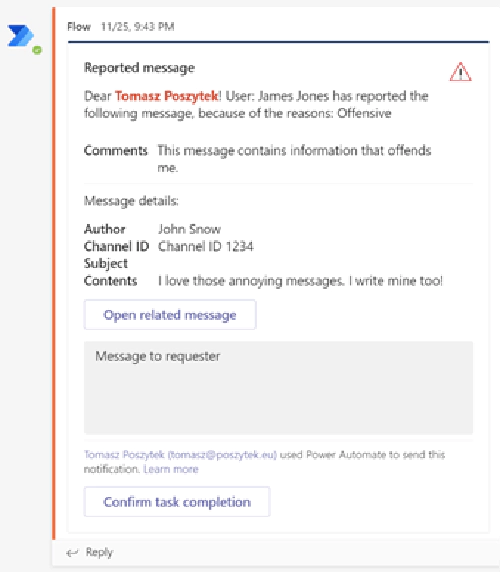 Flow 11/25, 9:43 PM
Reported message
Dear Tomasz Poszytek! User: James Jones has reported the
following message, because of the reasons: Offensive
Comments This message contains information that offends
me.
Message details:
Author John Snow
Channel ID Channel ID 1234
Subject
Contents I love those annoying messages. I write mine too!
Open related message
Message to requester
Tomasz Poszytek (tomasz@poszytek.eu) used Power Automate to send this
notification. Learn more
Confirm task completion
Reply